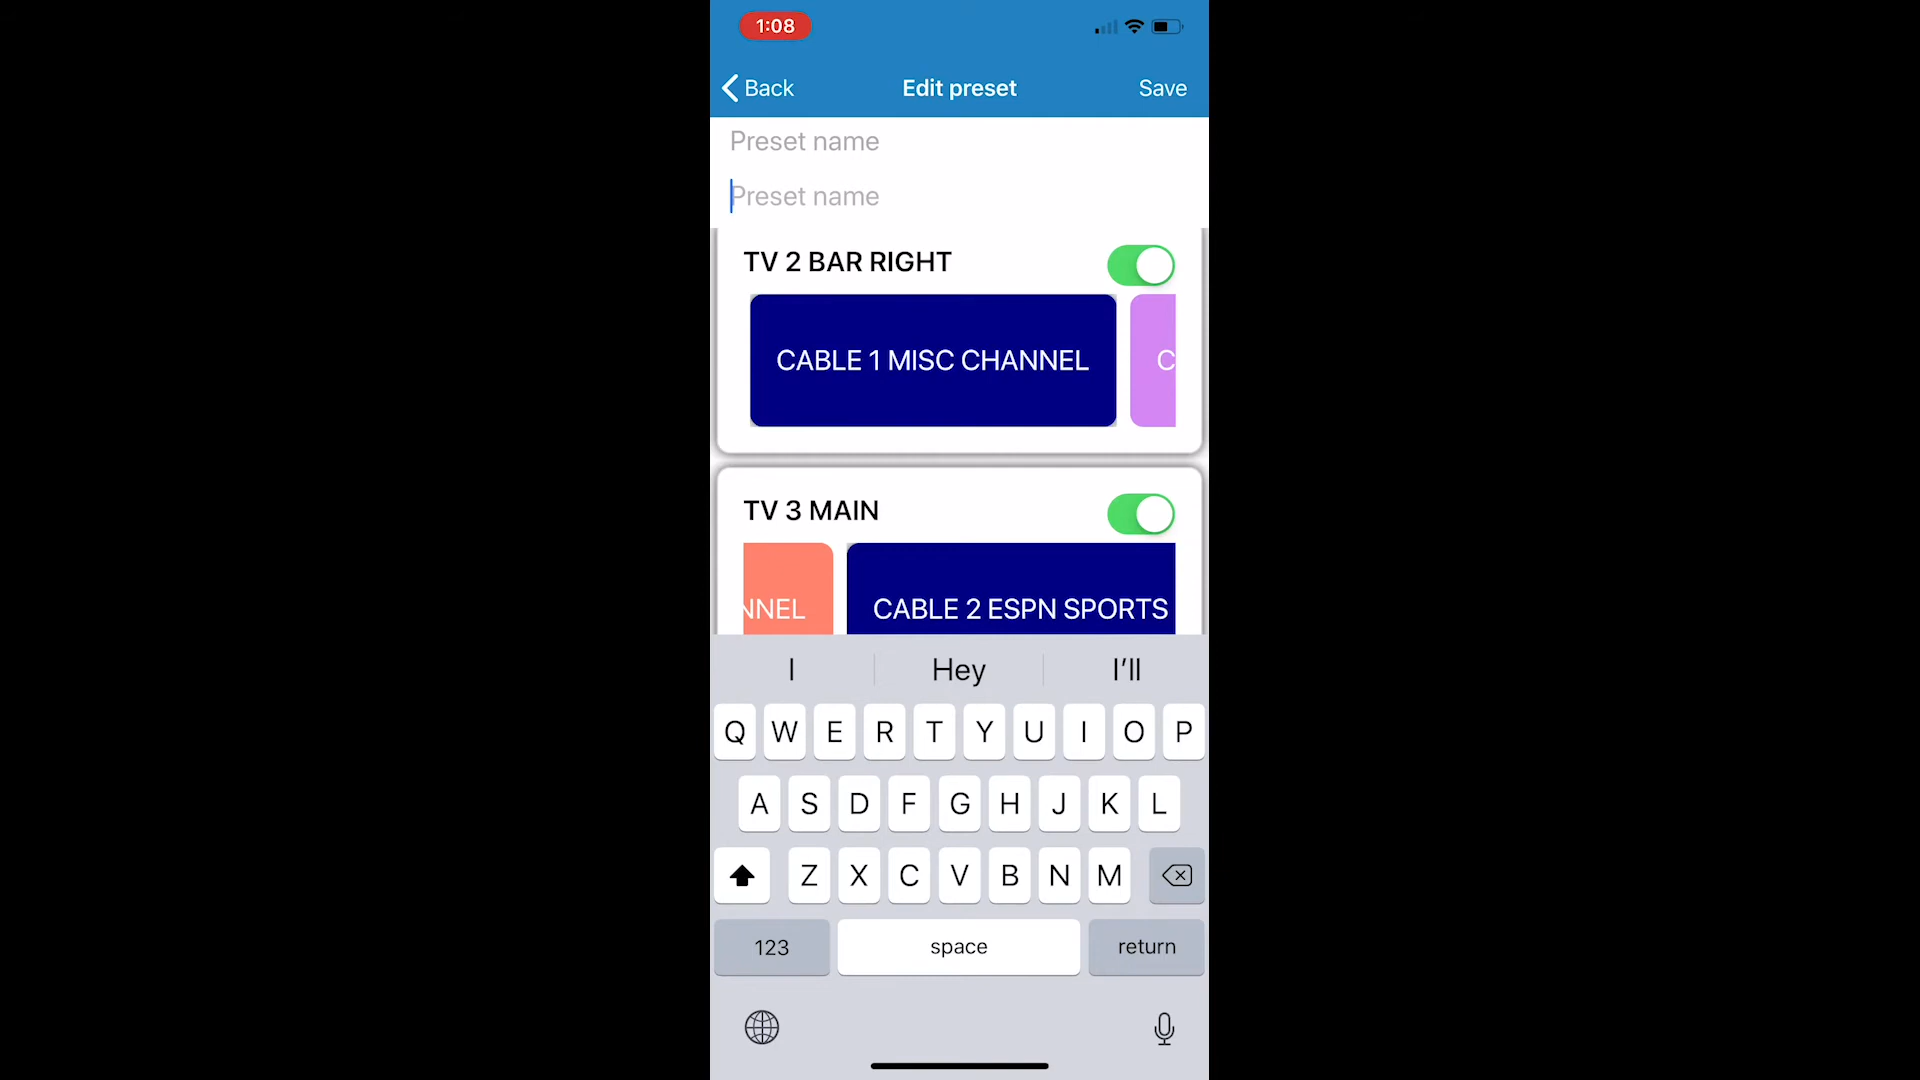 1:08
Back Edit preset Save
Preset name
Preset name
TV 2 BAR RIGHT
CABLE 1 MISC CHANNEL C
TV 3 MAIN
NNEL CABLE 2 ESPN SPORTS
I Hey I’ll
Q W E R T Y U I O P
A S D F G H J K L
Z X C V B N M
123 space return